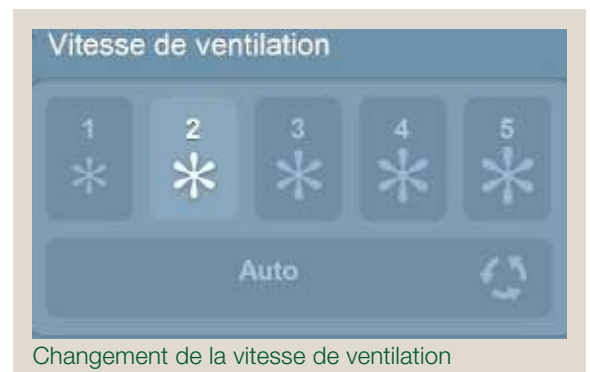 Vitesse de ventilation
1 2 3 4 5
Auto
Changement de la vitesse de ventilation